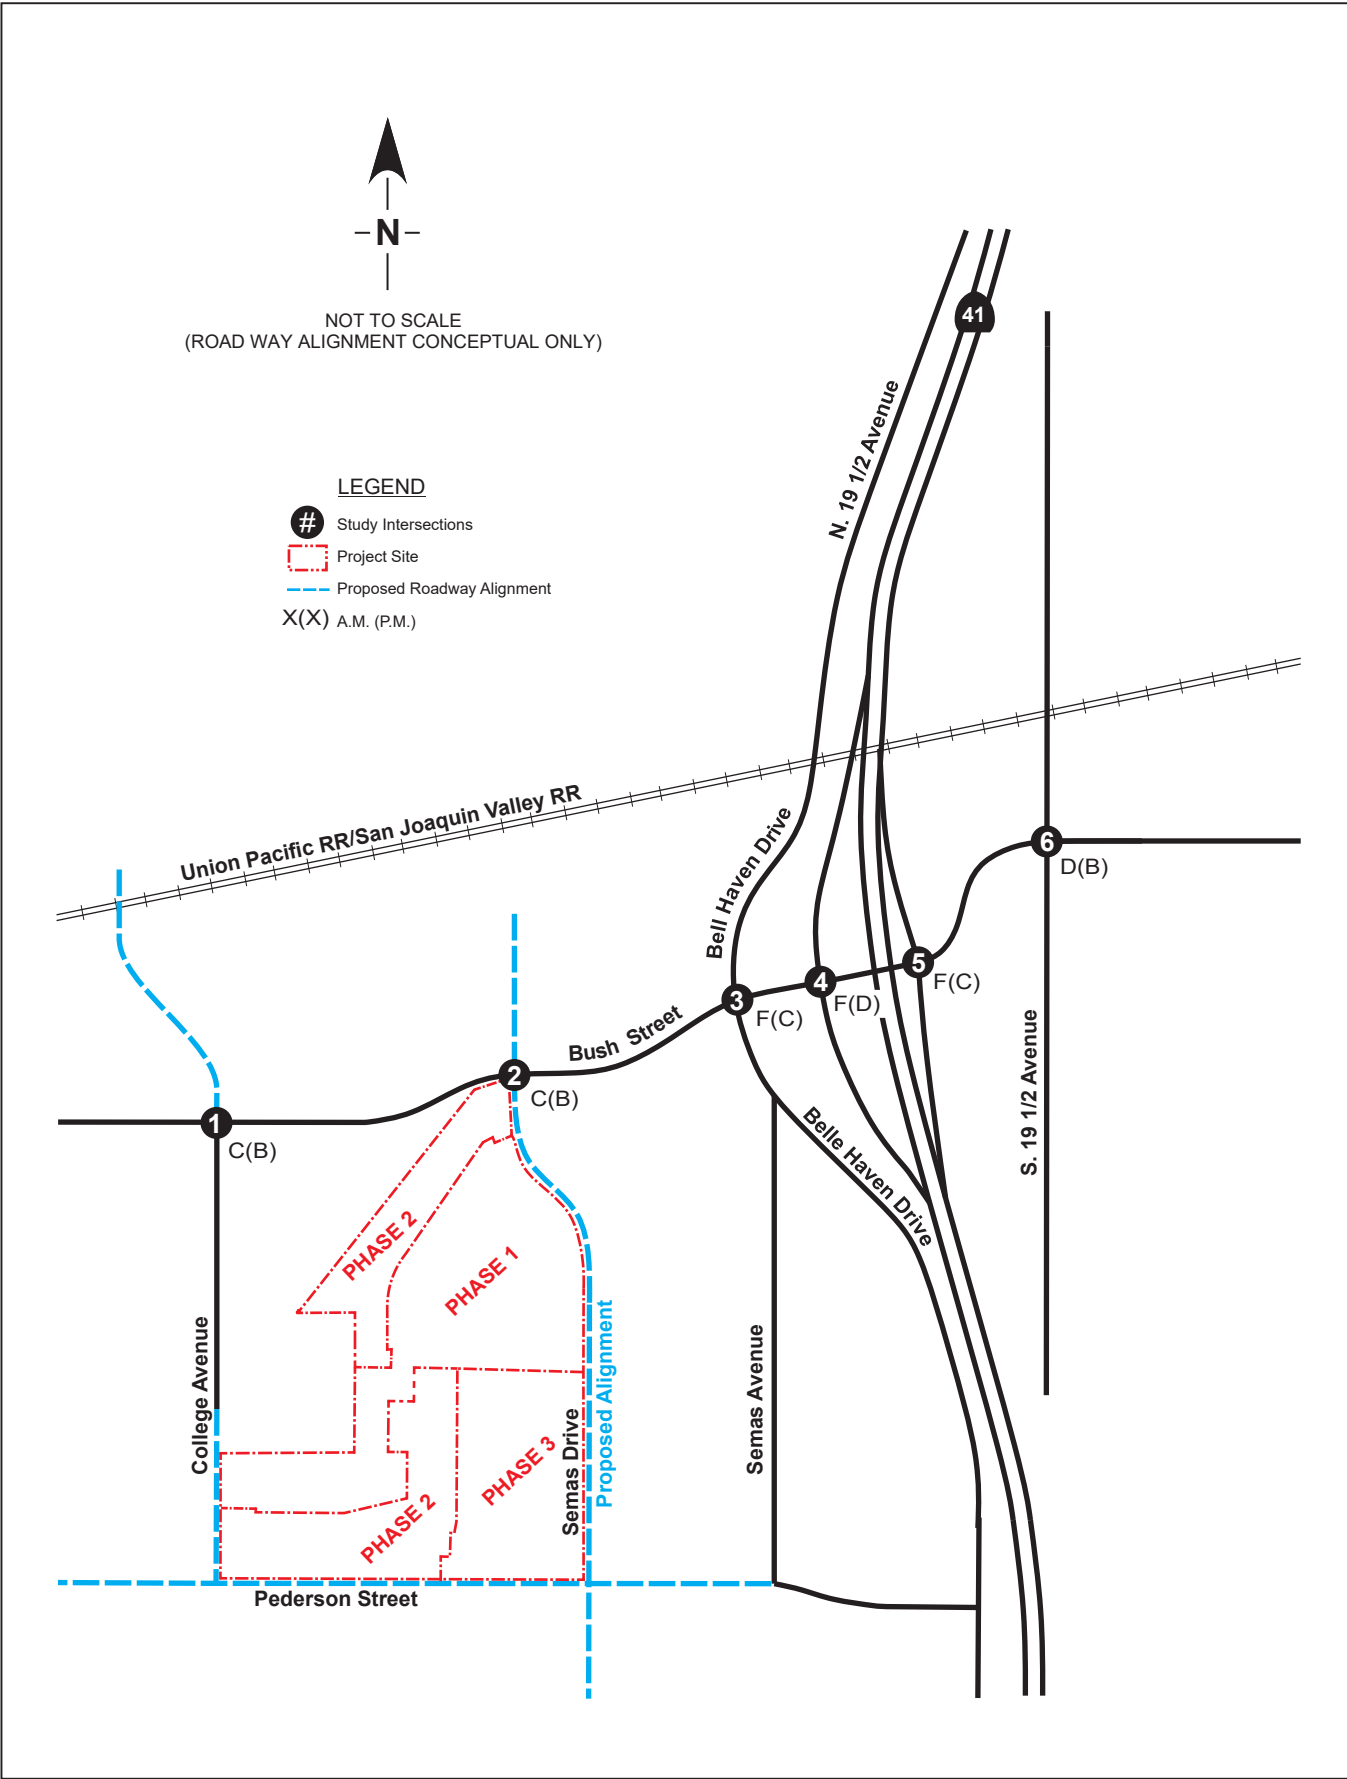 N
NOT TO SCALE
(ROAD WAY ALIGNMENT CONCEPTUAL ONLY)
41
N. 19 1/2 Avenue
LEGEND
# Study Intersections
Project Site
Proposed Roadway Alignment
X(X) A.M. (P.M.)
Union Pacific RR/San Joaquin Valley RR
Bell Haven Drive
6
D(B)
5
F(C)
4
F(D)
3
F(C)
Bush Street
2
C(B)
1
C(B)
S. 19 1/2 Avenue
Belle Haven Drive
PHASE 2
PHASE 1
College Avenue
Proposed Alignment
Semas Drive
Semas Avenue
PHASE 3
PHASE 2
Pederson Street